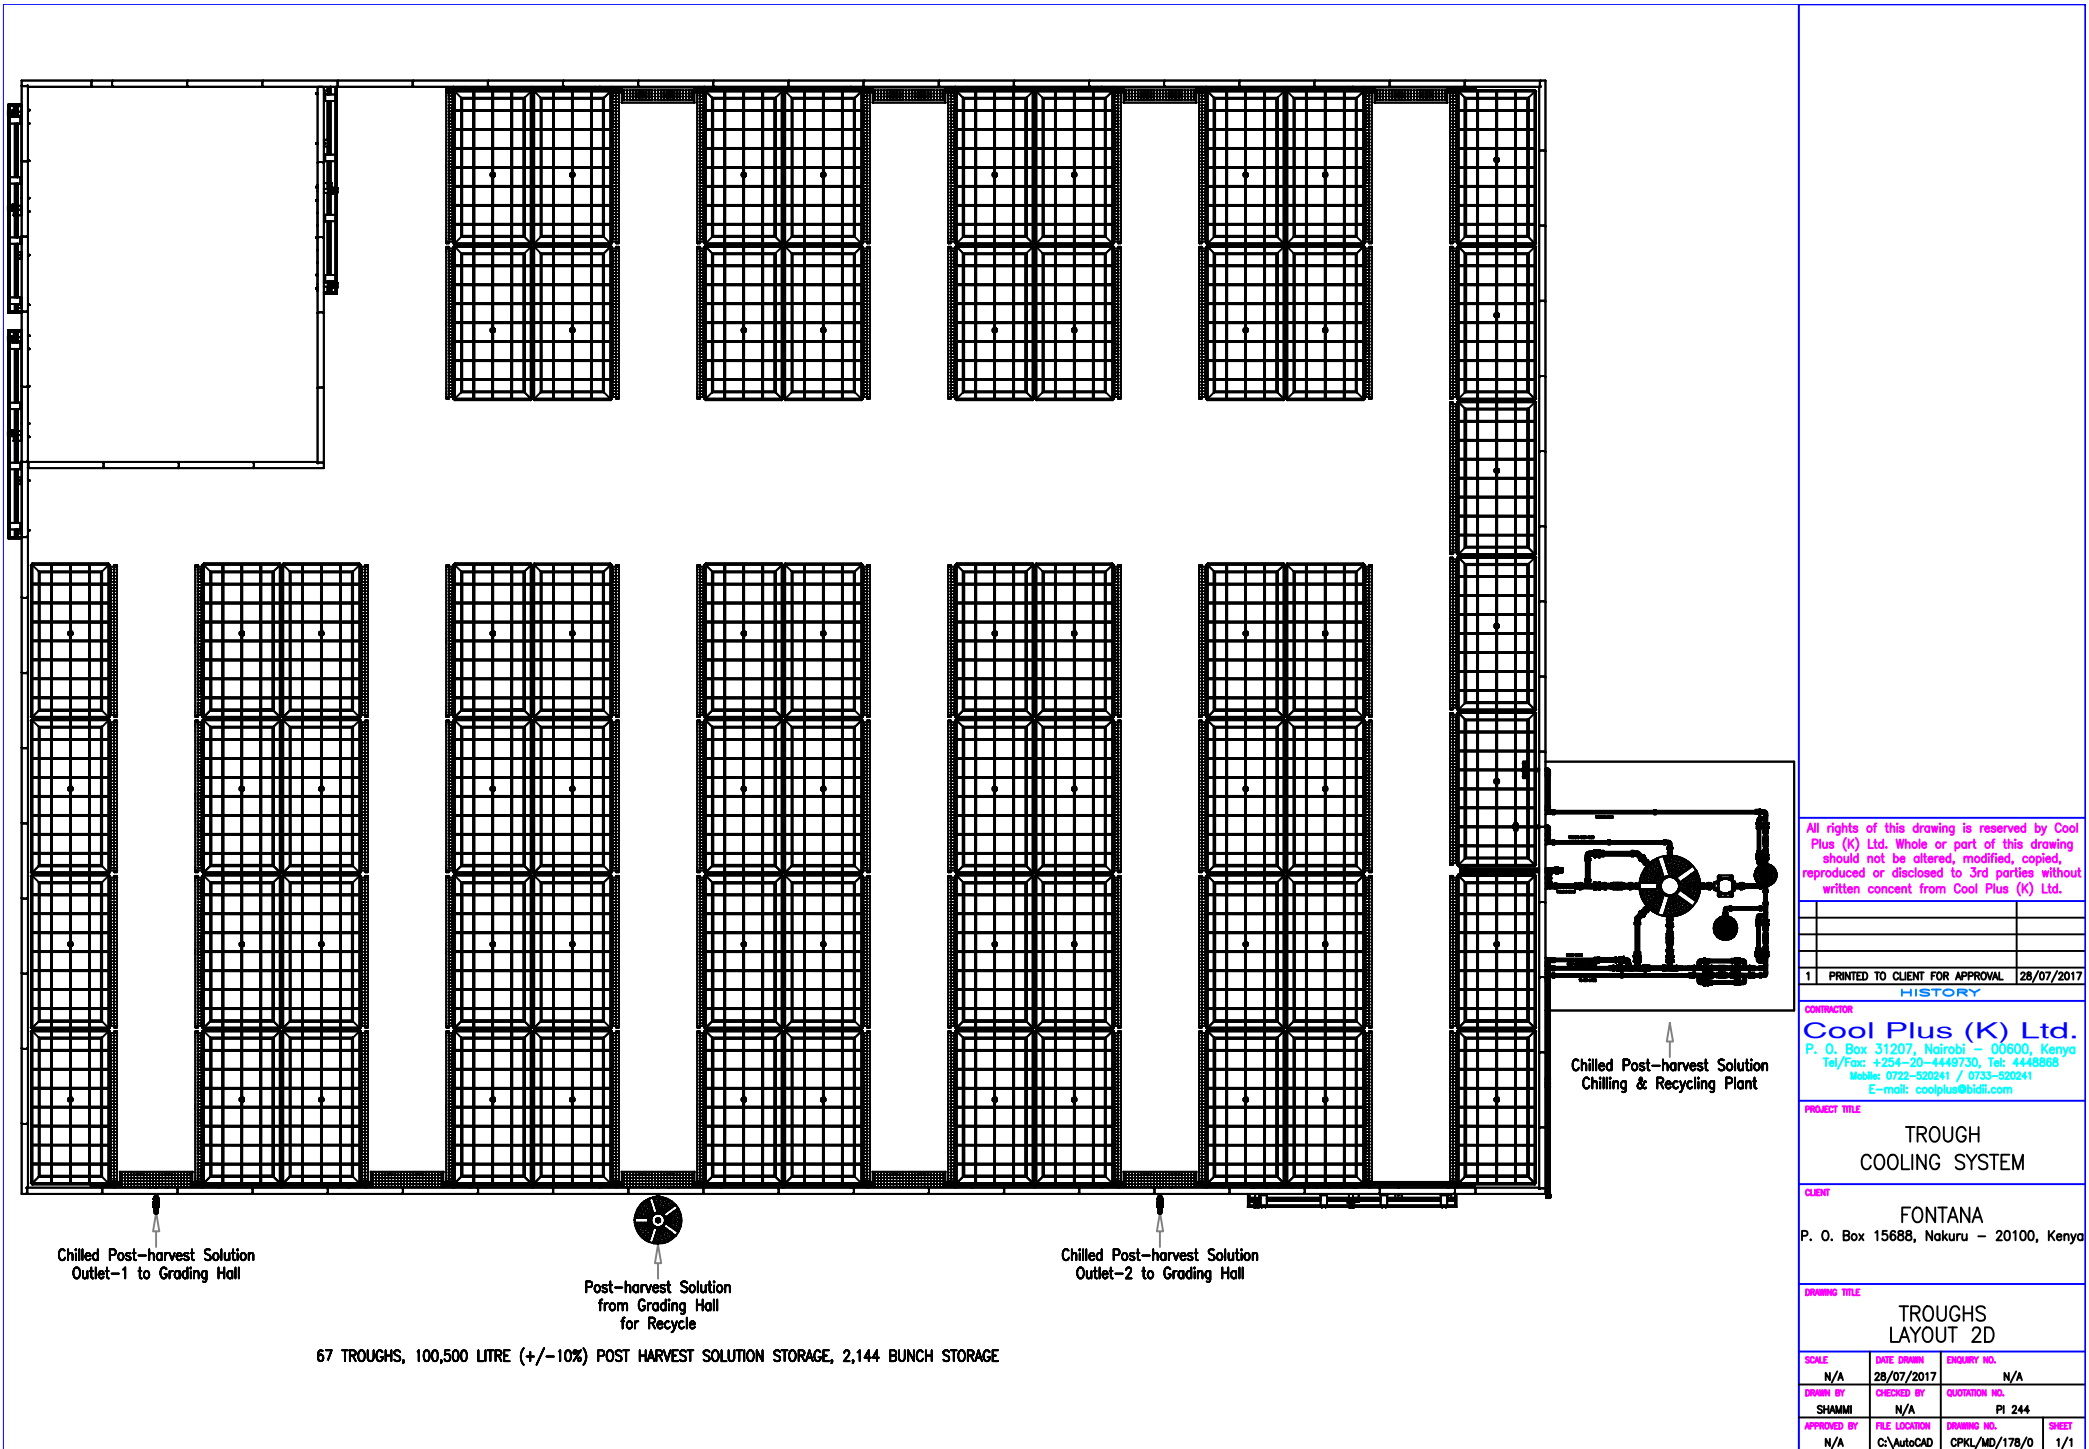 Chilled Post-harvest Solution
Chilling & Recycling Plant
Chilled Post-harvest Solution
Outlet-1 to Grading Hall
Post-harvest Solution
from Grading Hall
for Recycle
Chilled Post-harvest Solution
Outlet-2 to Grading Hall
67 TROUGHS, 100,500 LITRE (+/-10%) POST HARVEST SOLUTION STORAGE, 2,144 BUNCH STORAGE
All rights of this drawing is reserved by Cool
Plus (K) Ltd. Whole or part of this drawing
should not be altered, modified, copied,
reproduced or disclosed to 3rd parties without
written concent from Cool Plus (K) Ltd.
1 PRINTED TO CLIENT FOR APPROVAL 28/07/2017
HISTORY
CONTRACTOR
Cool Plus (K) Ltd.
P. O. Box 31207, Nairobi - 00600, Kenya
Tel/Fax: +254-20-4449730, Tel: 4448868
Mobile: 0722-520241 / 0733-520241
E-mail: coolplus@bidii.com
PROJECT TITLE
TROUGH
COOLING SYSTEM
CLIENT
FONTANA
P. O. Box 15688, Nakuru - 20100, Kenya
DRAWING TITLE
TROUGHS
LAYOUT 2D
SCALE DATE DRAWN ENQUIRY NO.
N/A 28/07/2017 N/A
DRAWN BY CHECKED BY QUOTATION NO.
SHAMMI N/A PI 244
APPROVED BY FILE LOCATION DRAWING NO. SHEET
N/A C:\AutoCAD CPKL/MD/178/0 1/1